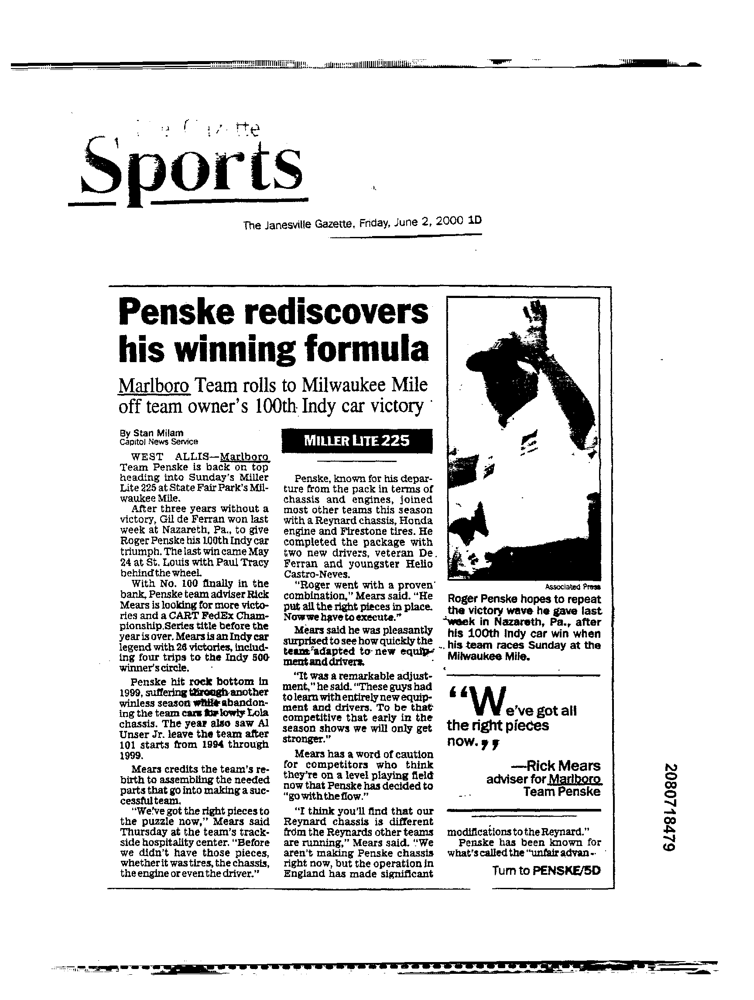 The Gazette
Sports
The Janesville Gazette, Friday, June 2, 2000 1D
Penske rediscovers
his winning formula
Marlboro Team rolls to Milwaukee Mile
off team owner's 100th Indy car victory
By Stan Milam
Capitol News Service
WEST ALLIS—Marlboro
Team Penske is back on top
heading into Sunday's Miller
Lite 225 at State Fair Park's Mil-
waukee Mile.
After three years without a
victory, Gil de Ferran won last
week at Nazareth, Pa., to give
Roger Penske his 100th Indy car
triumph. The last win came May
24 at St. Louis with Paul Tracy
behind the wheel.
With No. 100 finally in the
bank, Penske team adviser Rick
Mears is looking for more victo-
ries and a CART FedEx Cham-
pionship.Series title before the
year is over. Mears is an Indy car
legend with 26 victories, includ-
ing four trips to the Indy 500
winner's circle.
Penske hit rock bottom in
1999, suffering through another
winless season while abandon-
ing the team cars for lowly Lola
chassis. The year also saw Al
Unser Jr. leave the team after
101 starts from 1994 through
1999.
Mears credits the team's re-
birth to assembling the needed
parts that go into making a suc-
cessful team.
"We've got the right pieces to
the puzzle now," Mears said
Thursday at the team's track-
side hospitality center. "Before
we didn't have those pieces,
whether it was tires, the chassis,
the engine or even the driver."
MILLER LITE 225
Penske, known for his depar-
ture from the pack in terms of
chassis and engines, joined
most other teams this season
with a Reynard chassis, Honda
engine and Firestone tires. He
completed the package with
two new drivers, veteran De
Ferran and youngster Helio
Castro-Neves.
"Roger went with a proven
combination," Mears said. "He
put all the right pieces in place.
Now we have to execute."
Mears said he was pleasantly
surprised to see how quickly the
team adapted to new equip-
ment and drivers.
"It was a remarkable adjust-
ment," he said. "These guys had
to learn with entirely new equip-
ment and drivers. To be that
competitive that early in the
season shows we will only get
stronger."
Mears has a word of caution
for competitors who think
they're on a level playing field
now that Penske has decided to
"go with the flow."
"I think you'll find that our
Reynard chassis is different
from the Reynards other teams
are running," Mears said. "We
aren't making Penske chassis
right now, but the operation in
England has made significant
Associated Press
Roger Penske hopes to repeat
the victory wave he gave last
week in Nazareth, Pa., after
his 100th Indy car win when
his team races Sunday at the
Milwaukee Mile.
"We've got all
the right pieces
now."
—Rick Mears
adviser for Marlboro
Team Penske
modifications to the Reynard."
Penske has been known for
what's called the "unfair advan-
Turn to PENSKE/5D
2080718479